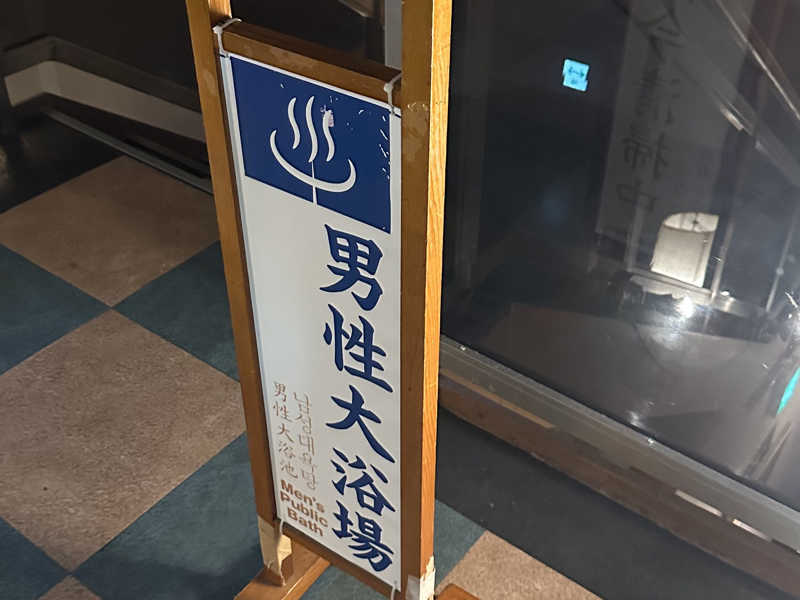 男性大浴場
남성대욕탕
男性大浴池
Men's
Public
Bath